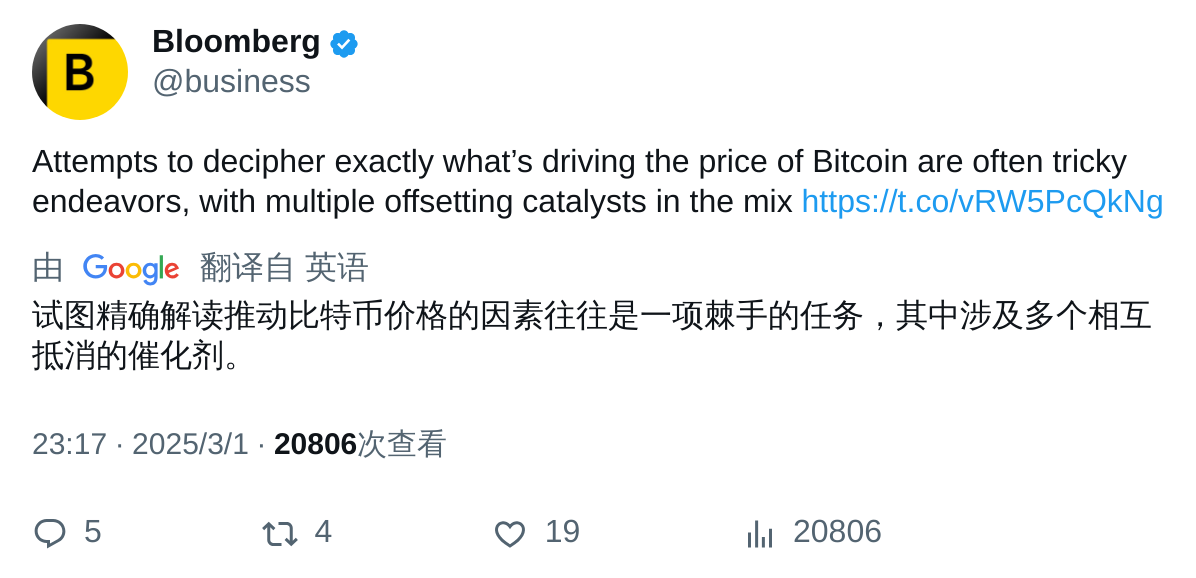 B
Bloomberg
@business
Attempts to decipher exactly what’s driving the price of Bitcoin are often tricky
endeavors, with multiple offsetting catalysts in the mix https://t.co/vRW5PcQkNg
由 Google 翻译自 英语
试图精确解读推动比特币价格的因素往往是一项棘手的任务，其中涉及多个相互
抵消的催化剂。
23:17 · 2025/3/1 · 20806次查看
5 4 19 20806